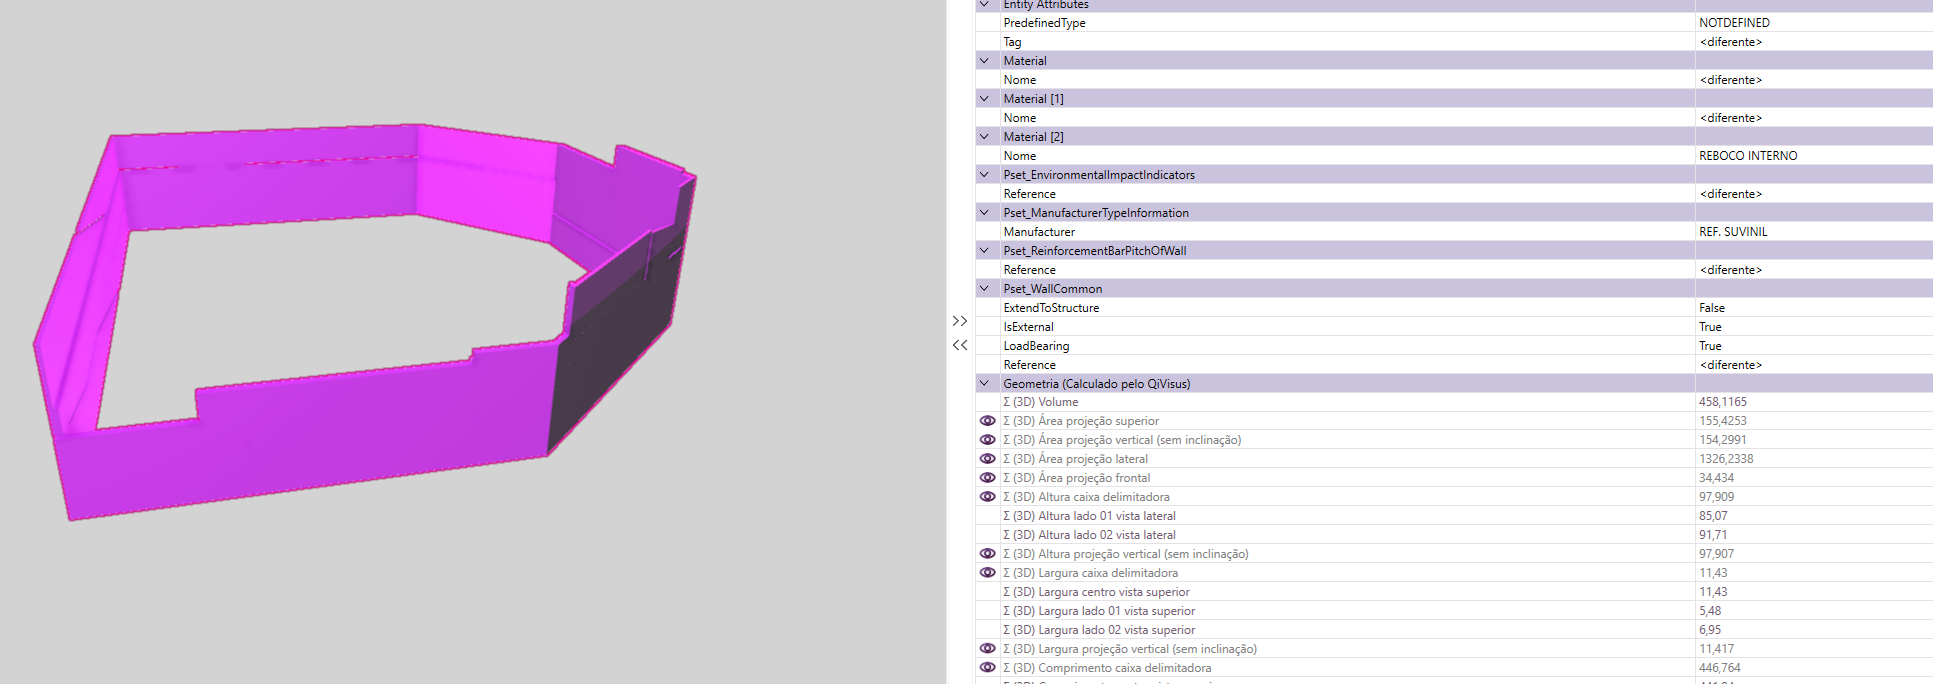 Entity Attributes
PredefinedType NOTDEFINED
Tag <diferente>
Material
Nome <diferente>
Material [1]
Nome <diferente>
Material [2]
Nome REBOCO INTERNO
Pset_EnvironmentalImpactIndicators
Reference <diferente>
Pset_ManufacturerTypeInformation
Manufacturer REF. SUVINIL
Pset_ReinforcementBarPitchOfWall
Reference <diferente>
Pset_WallCommon
ExtendToStructure False
IsExternal True
LoadBearing True
Reference <diferente>
Geometria (Calculado pelo QiVisus)
Σ (3D) Volume 458,1165
Σ (3D) Área projeção superior 155,4253
Σ (3D) Área projeção vertical (sem inclinação) 154,2991
Σ (3D) Área projeção lateral 1326,2338
Σ (3D) Área projeção frontal 34,434
Σ (3D) Altura caixa delimitadora 97,909
Σ (3D) Altura lado 01 vista lateral 85,07
Σ (3D) Altura lado 02 vista lateral 91,71
Σ (3D) Altura projeção vertical (sem inclinação) 97,907
Σ (3D) Largura caixa delimitadora 11,43
Σ (3D) Largura centro vista superior 11,43
Σ (3D) Largura lado 01 vista superior 5,48
Σ (3D) Largura lado 02 vista superior 6,95
Σ (3D) Largura projeção vertical (sem inclinação) 11,417
Σ (3D) Comprimento caixa delimitadora 446,764